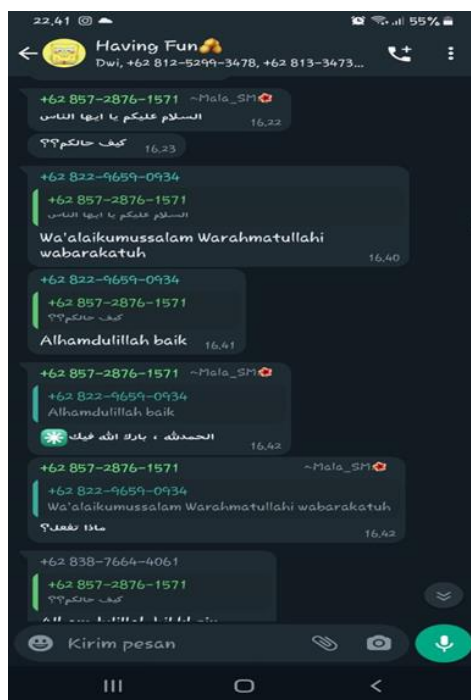 22,41
55%
Having Fun
Dwi, +62 812-5299-3478, +62 813-3473...
+62 857-2876-1571 ~Mala_SM
السلام عليكم يا ايها الناس
16.22
كيف حالكم؟؟
16.23
+62 822-9659-0934
+62 857-2876-1571
السلام عليكم يا ايها الناس
Wa'alaikumussalam Warahmatullahi
wabarakatuh
16.40
+62 822-9659-0934
+62 857-2876-1571
كيف حالكم؟؟
Alhamdulillah baik
16.41
+62 857-2876-1571 ~Mala_SM
+62 822-9659-0934
Alhamdulillah baik
الحمدلله ، بارك الله فيك
16.42
+62 857-2876-1571 ~Mala_SM
+62 822-9659-0934
Wa'alaikumussalam Warahmatullahi wabarakatuh
ماذا تفعل؟
16.42
+62 838-7664-4061
+62 857-2876-1571
كيف حالكم؟؟
Kirim pesan